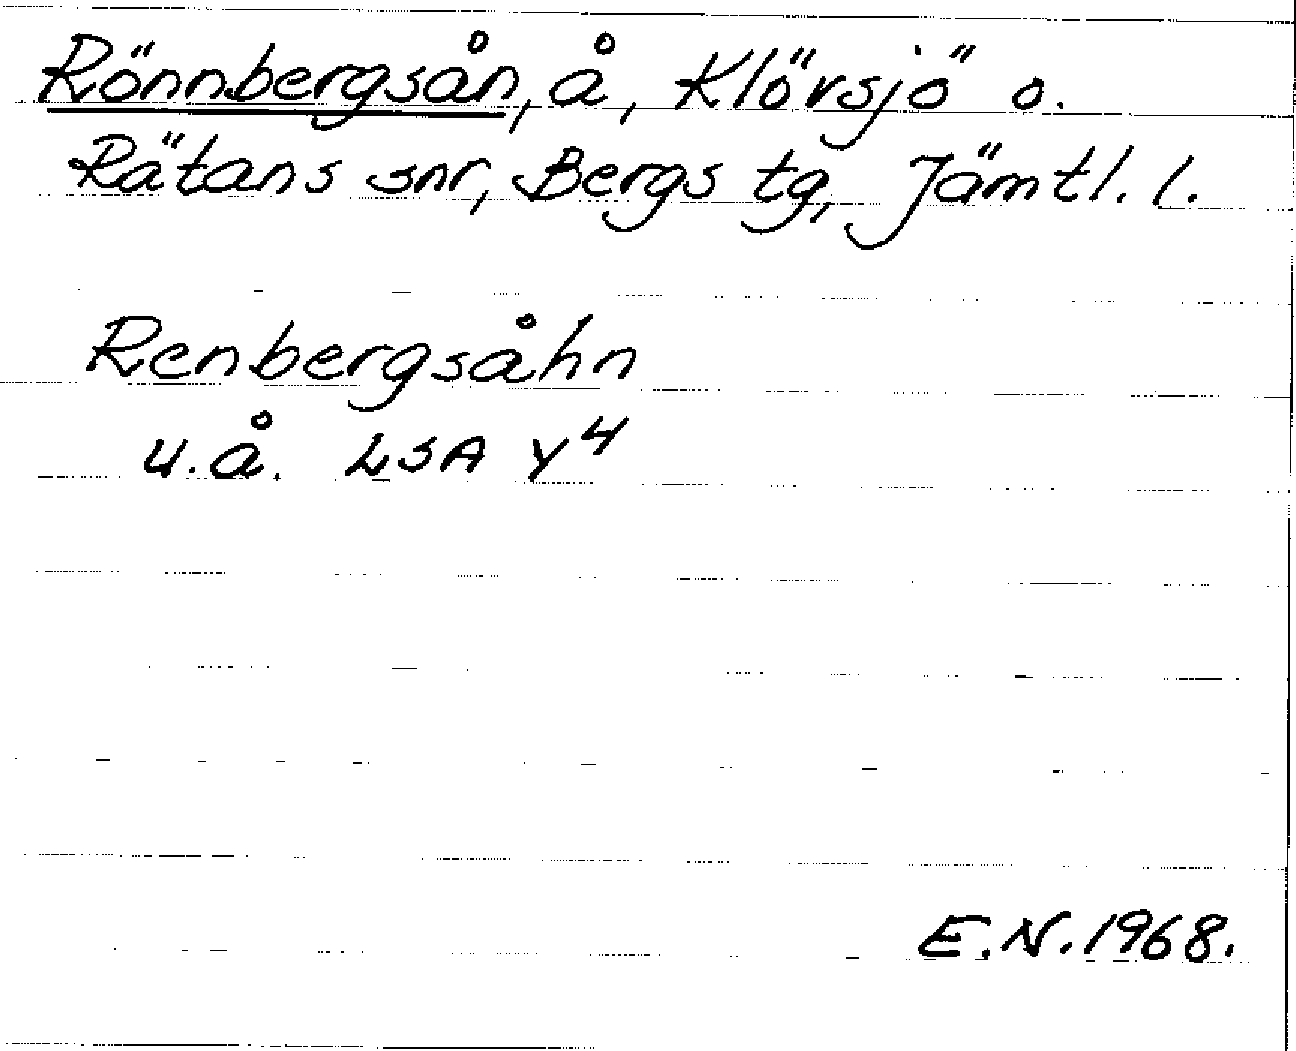 Rönnbergsån, å, Klövsjö o.
Rätans snr, Bergs tg, Jämtl. l.
Renbergsåhn
u.å. LSA Y4
E.N. 1968.